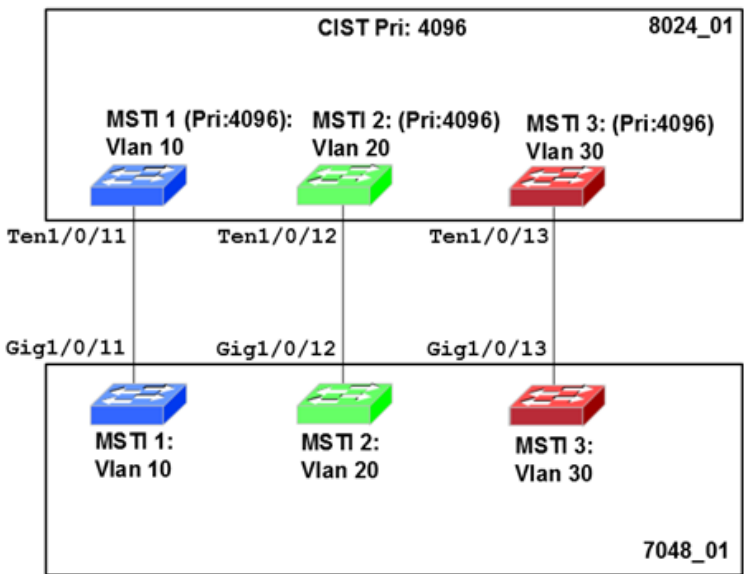 CIST Pri: 4096
8024_01
MSTI 1 (Pri:4096):
Vlan 10
MSTI 2: (Pri:4096)
Vlan 20
MSTI 3: (Pri:4096)
Vlan 30
Ten1/0/11
Ten1/0/12
Ten1/0/13
Gig1/0/11
Gig1/0/12
Gig1/0/13
MSTI 1:
Vlan 10
MSTI 2:
Vlan 20
MSTI 3:
Vlan 30
7048_01